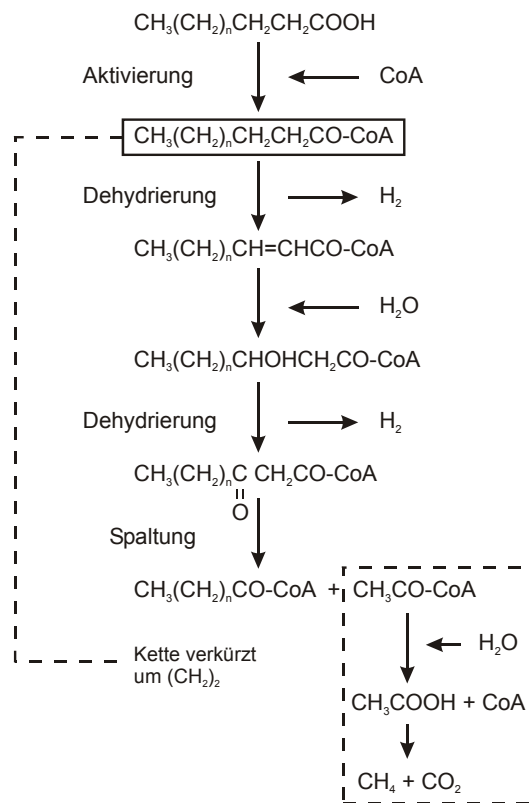 CH₃(CH₂)ₙCH₂CH₂COOH
Aktivierung
CoA
CH₃(CH₂)ₙCH₂CH₂CO-CoA
Dehydrierung
H₂
CH₃(CH₂)ₙCH=CHCO-CoA
H₂O
CH₃(CH₂)ₙCHOHCH₂CO-CoA
Dehydrierung
H₂
CH₃(CH₂)ₙC CH₂CO-CoA
O
Spaltung
CH₃(CH₂)ₙCO-CoA + CH₃CO-CoA
H₂O
Kette verkürzt
um (CH₂)₂
CH₃COOH + CoA
CH₄ + CO₂